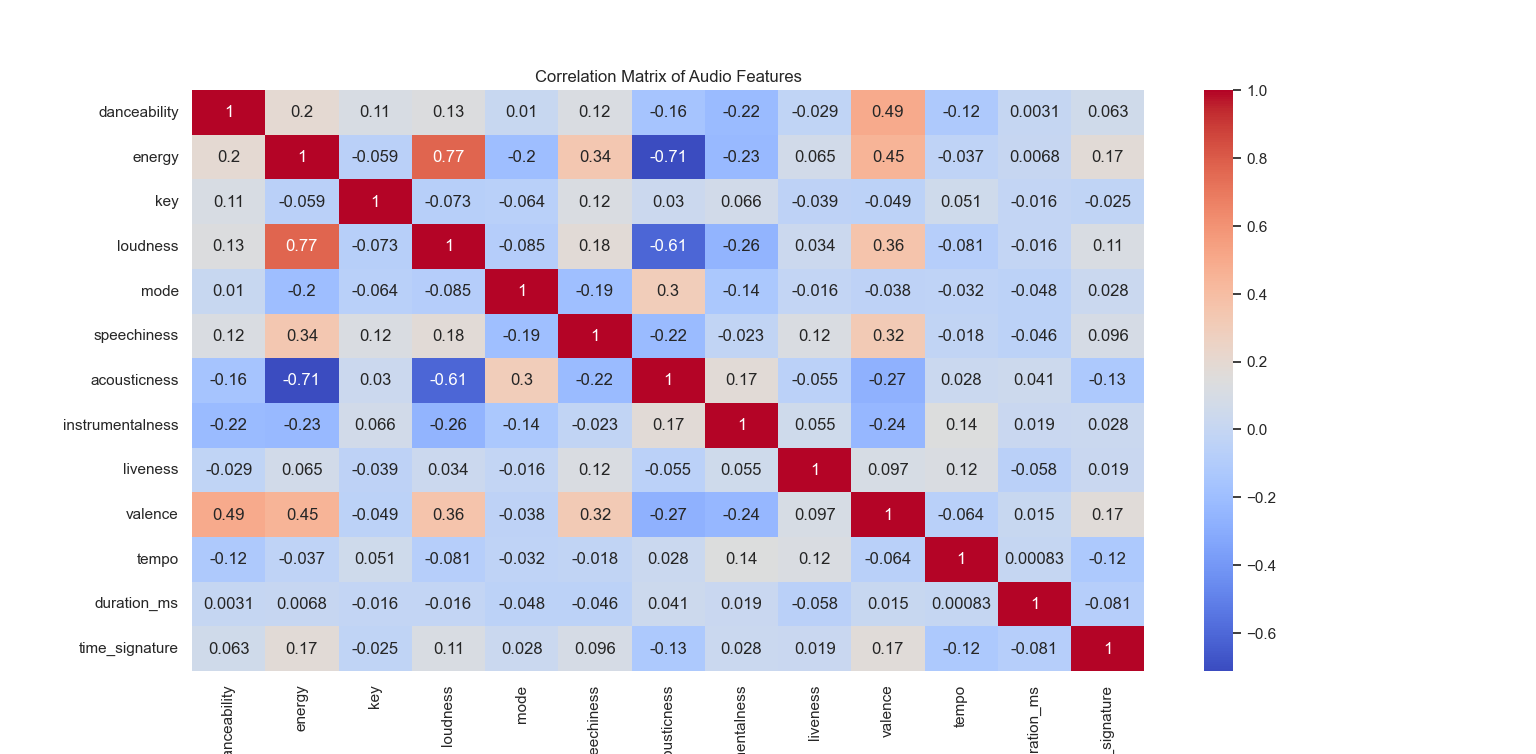 Correlation Matrix of Audio Features
danceability 1 0.2 0.11 0.13 0.01 0.12 -0.16 -0.22 -0.029 0.49 -0.12 0.0031 0.063
energy 0.2 1 -0.059 0.77 -0.2 0.34 -0.71 -0.23 0.065 0.45 -0.037 0.0068 0.17
key 0.11 -0.059 1 -0.073 -0.064 0.12 0.03 0.066 -0.039 -0.049 0.051 -0.016 -0.025
loudness 0.13 0.77 -0.073 1 -0.085 0.18 -0.61 -0.26 0.034 0.36 -0.081 -0.016 0.11
mode 0.01 -0.2 -0.064 -0.085 1 -0.19 0.3 -0.14 -0.016 -0.038 -0.032 -0.048 0.028
speechiness 0.12 0.34 0.12 0.18 -0.19 1 -0.22 -0.023 0.12 0.32 -0.018 -0.046 0.096
acousticness -0.16 -0.71 0.03 -0.61 0.3 -0.22 1 0.17 -0.055 -0.27 0.028 0.041 -0.13
instrumentalness -0.22 -0.23 0.066 -0.26 -0.14 -0.023 0.17 1 0.055 -0.24 0.14 0.019 0.028
liveness -0.029 0.065 -0.039 0.034 -0.016 0.12 -0.055 0.055 1 0.097 0.12 -0.058 0.019
valence 0.49 0.45 -0.049 0.36 -0.038 0.32 -0.27 -0.24 0.097 1 -0.064 0.015 0.17
tempo -0.12 -0.037 0.051 -0.081 -0.032 -0.018 0.028 0.14 0.12 -0.064 1 0.00083 -0.12
duration_ms 0.0031 0.0068 -0.016 -0.016 -0.048 -0.046 0.041 0.019 -0.058 0.015 0.00083 1 -0.081
time_signature 0.063 0.17 -0.025 0.11 0.028 0.096 -0.13 0.028 0.019 0.17 -0.12 -0.081 1
anceability
energy
key
loudness
mode
eechiness
ousticness
mentalness
liveness
valence
tempo
ration_ms
_signature
1.0
0.8
0.6
0.4
0.2
0.0
−0.2
−0.4
−0.6